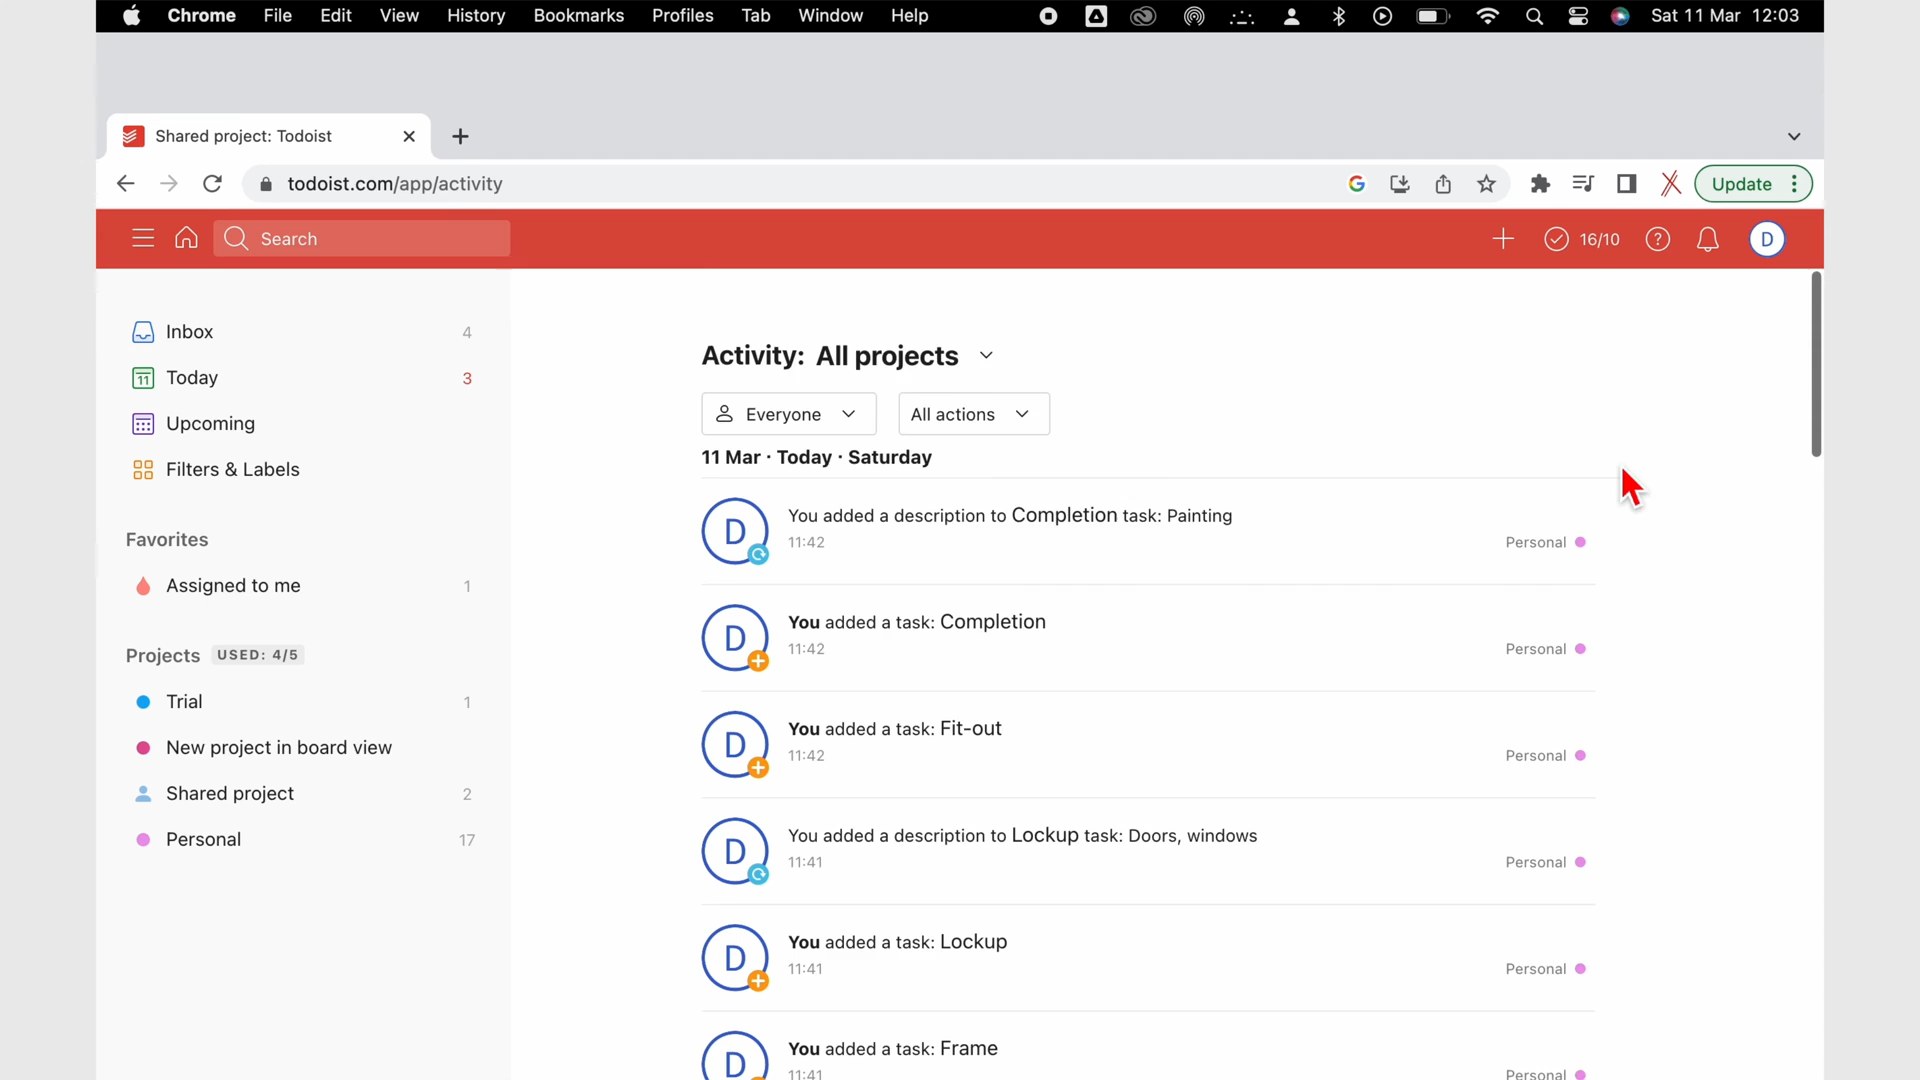 Chrome File Edit View History Bookmarks Profiles Tab Window Help Sat 11 Mar 12:03
Shared project: Todoist
todoist.com/app/activity
Update
Search
16/10
D
Inbox 4
11 Today 3
Upcoming
Filters & Labels
Favorites
Assigned to me 1
Projects USED: 4/5
Trial 1
New project in board view
Shared project 2
Personal 17
Activity: All projects
Everyone
All actions
11 Mar · Today · Saturday
D
You added a description to Completion task: Painting
11:42
Personal
D
You added a task: Completion
11:42
Personal
D
You added a task: Fit-out
11:42
Personal
D
You added a description to Lockup task: Doors, windows
11:41
Personal
D
You added a task: Lockup
11:41
Personal
D
You added a task: Frame
11:41
Personal